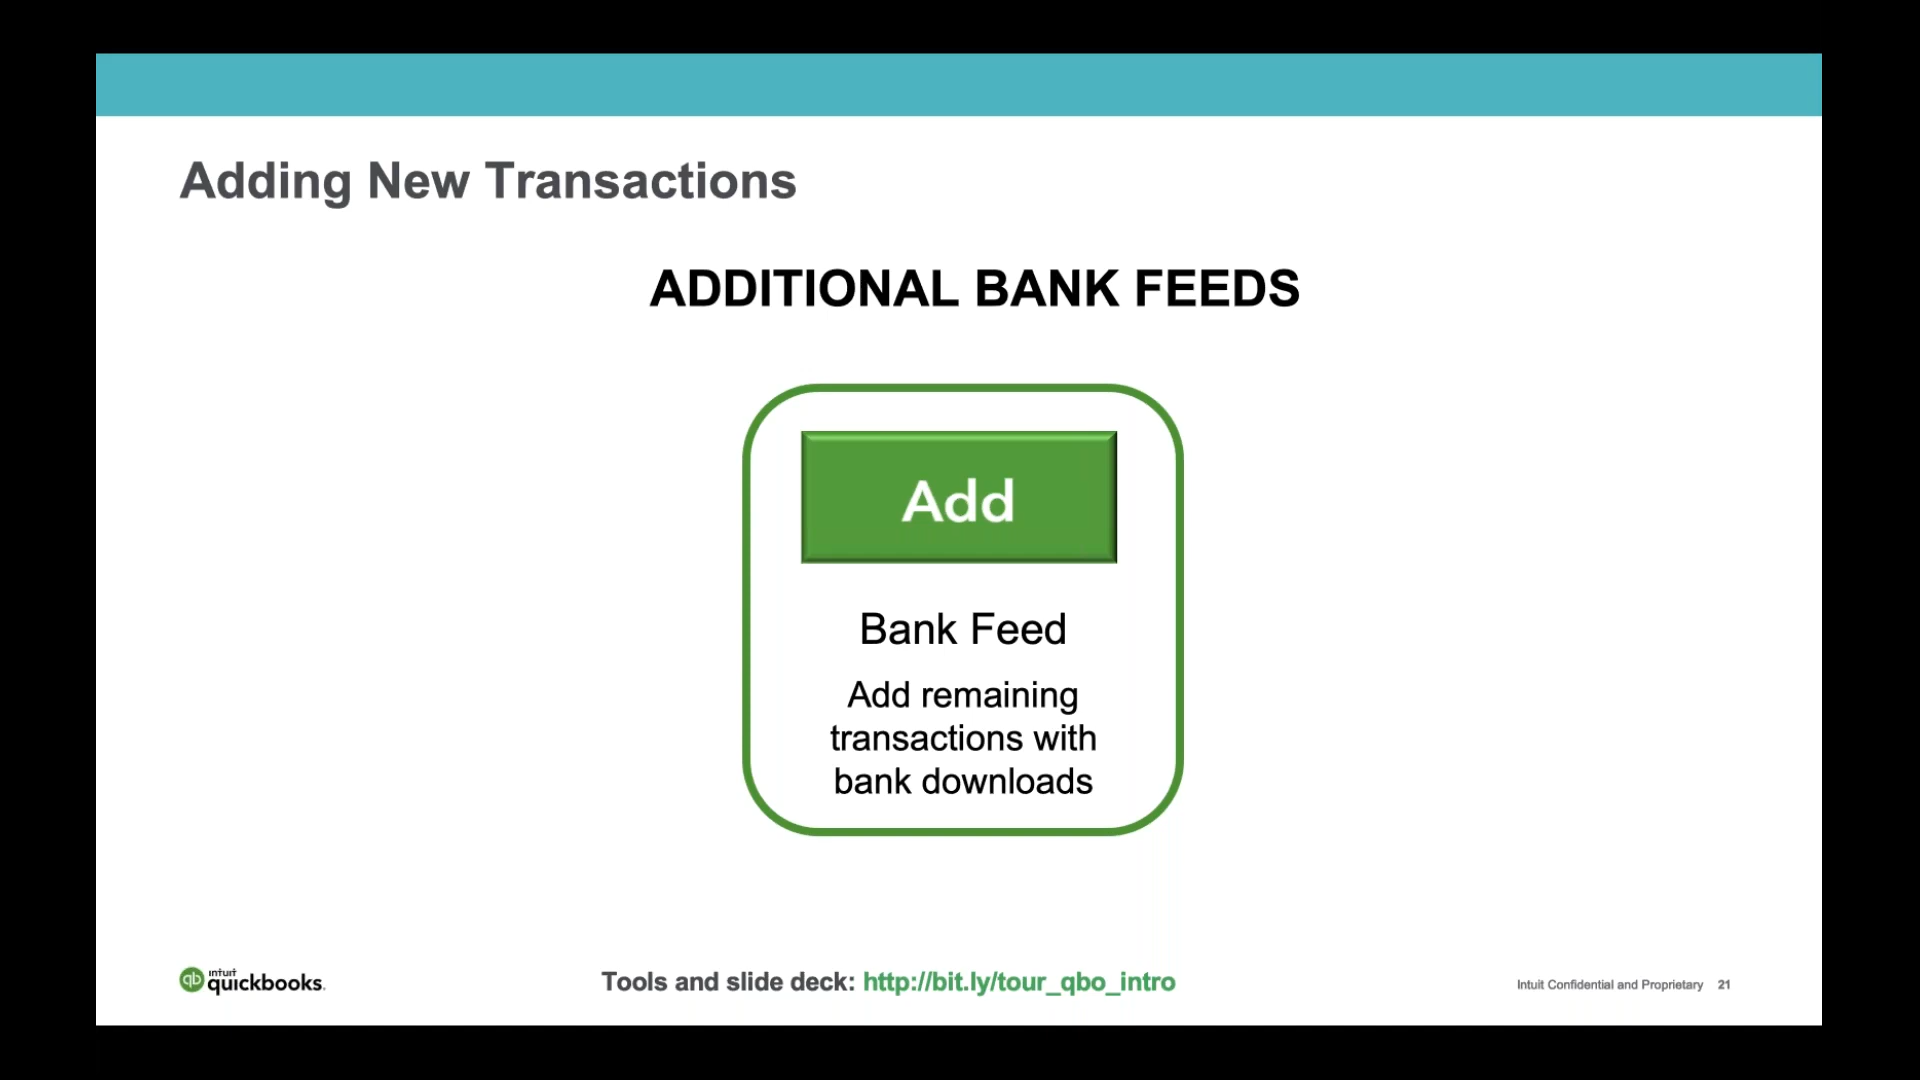 Adding New Transactions
ADDITIONAL BANK FEEDS
Add
Bank Feed
Add remaining
transactions with
bank downloads
qb intuit quickbooks.
Tools and slide deck: http://bit.ly/tour_qbo_intro
Intuit Confidential and Proprietary 21